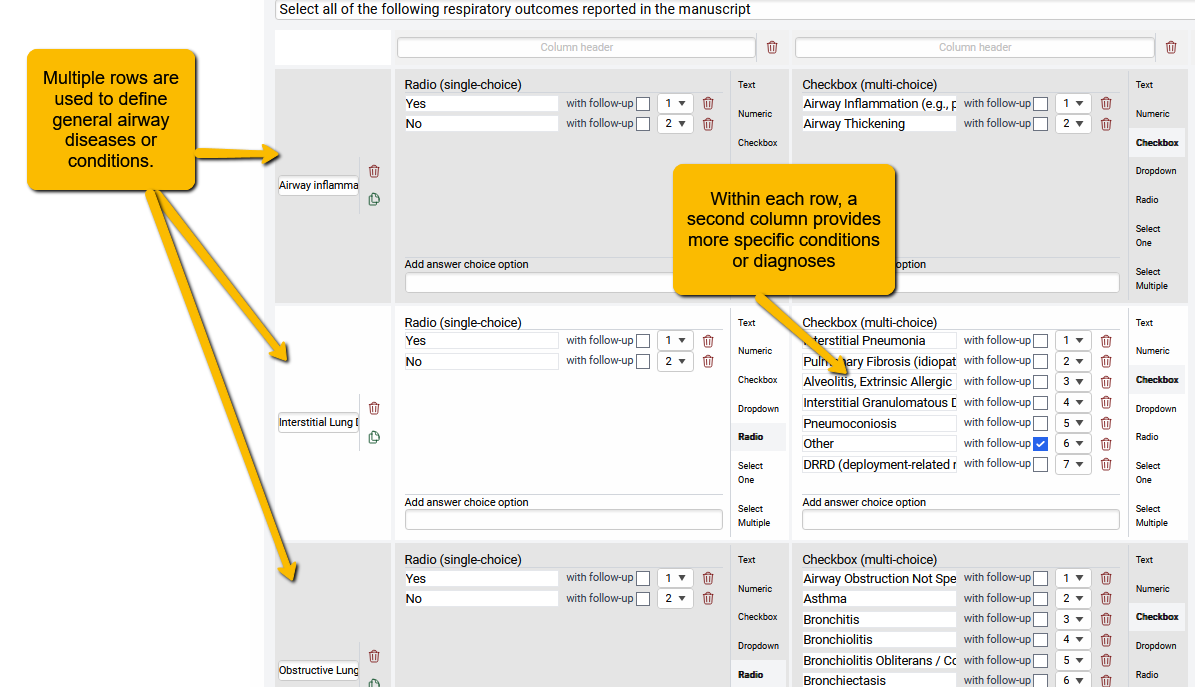 Select all of the following respiratory outcomes reported in the manuscript
Column header
Column header
Multiple rows are
used to define
general airway
diseases or
conditions.
Airway inflamma
Radio (single-choice)
Yes with follow-up 1
No with follow-up 2
Add answer choice option
Text
Numeric
Checkbox
Checkbox (multi-choice)
Airway Inflammation (e.g., p with follow-up 1
Airway Thickening with follow-up 2
option
Text
Numeric
Checkbox
Dropdown
Radio
Select
One
Select
Multiple
Within each row, a
second column provides
more specific conditions
or diagnoses
Interstitial Lung D
Radio (single-choice)
Yes with follow-up 1
No with follow-up 2
Add answer choice option
Text
Numeric
Checkbox
Dropdown
Radio
Select
One
Select
Multiple
Checkbox (multi-choice)
Interstitial Pneumonia with follow-up 1
Pulmonary Fibrosis (idiopat with follow-up 2
Alveolitis, Extrinsic Allergic with follow-up 3
Interstitial Granulomatous D with follow-up 4
Pneumoconiosis with follow-up 5
Other with follow-up 6
DRRD (deployment-related r with follow-up 7
Add answer choice option
Text
Numeric
Checkbox
Dropdown
Radio
Select
One
Select
Multiple
Obstructive Lung
Radio (single-choice)
Yes with follow-up 1
No with follow-up 2
Text
Numeric
Checkbox
Dropdown
Radio
Checkbox (multi-choice)
Airway Obstruction Not Spe with follow-up 1
Asthma with follow-up 2
Bronchitis with follow-up 3
Bronchiolitis with follow-up 4
Bronchiolitis Obliterans / Co with follow-up 5
Bronchiectasis with follow-up 6
Text
Numeric
Checkbox
Dropdown
Radio